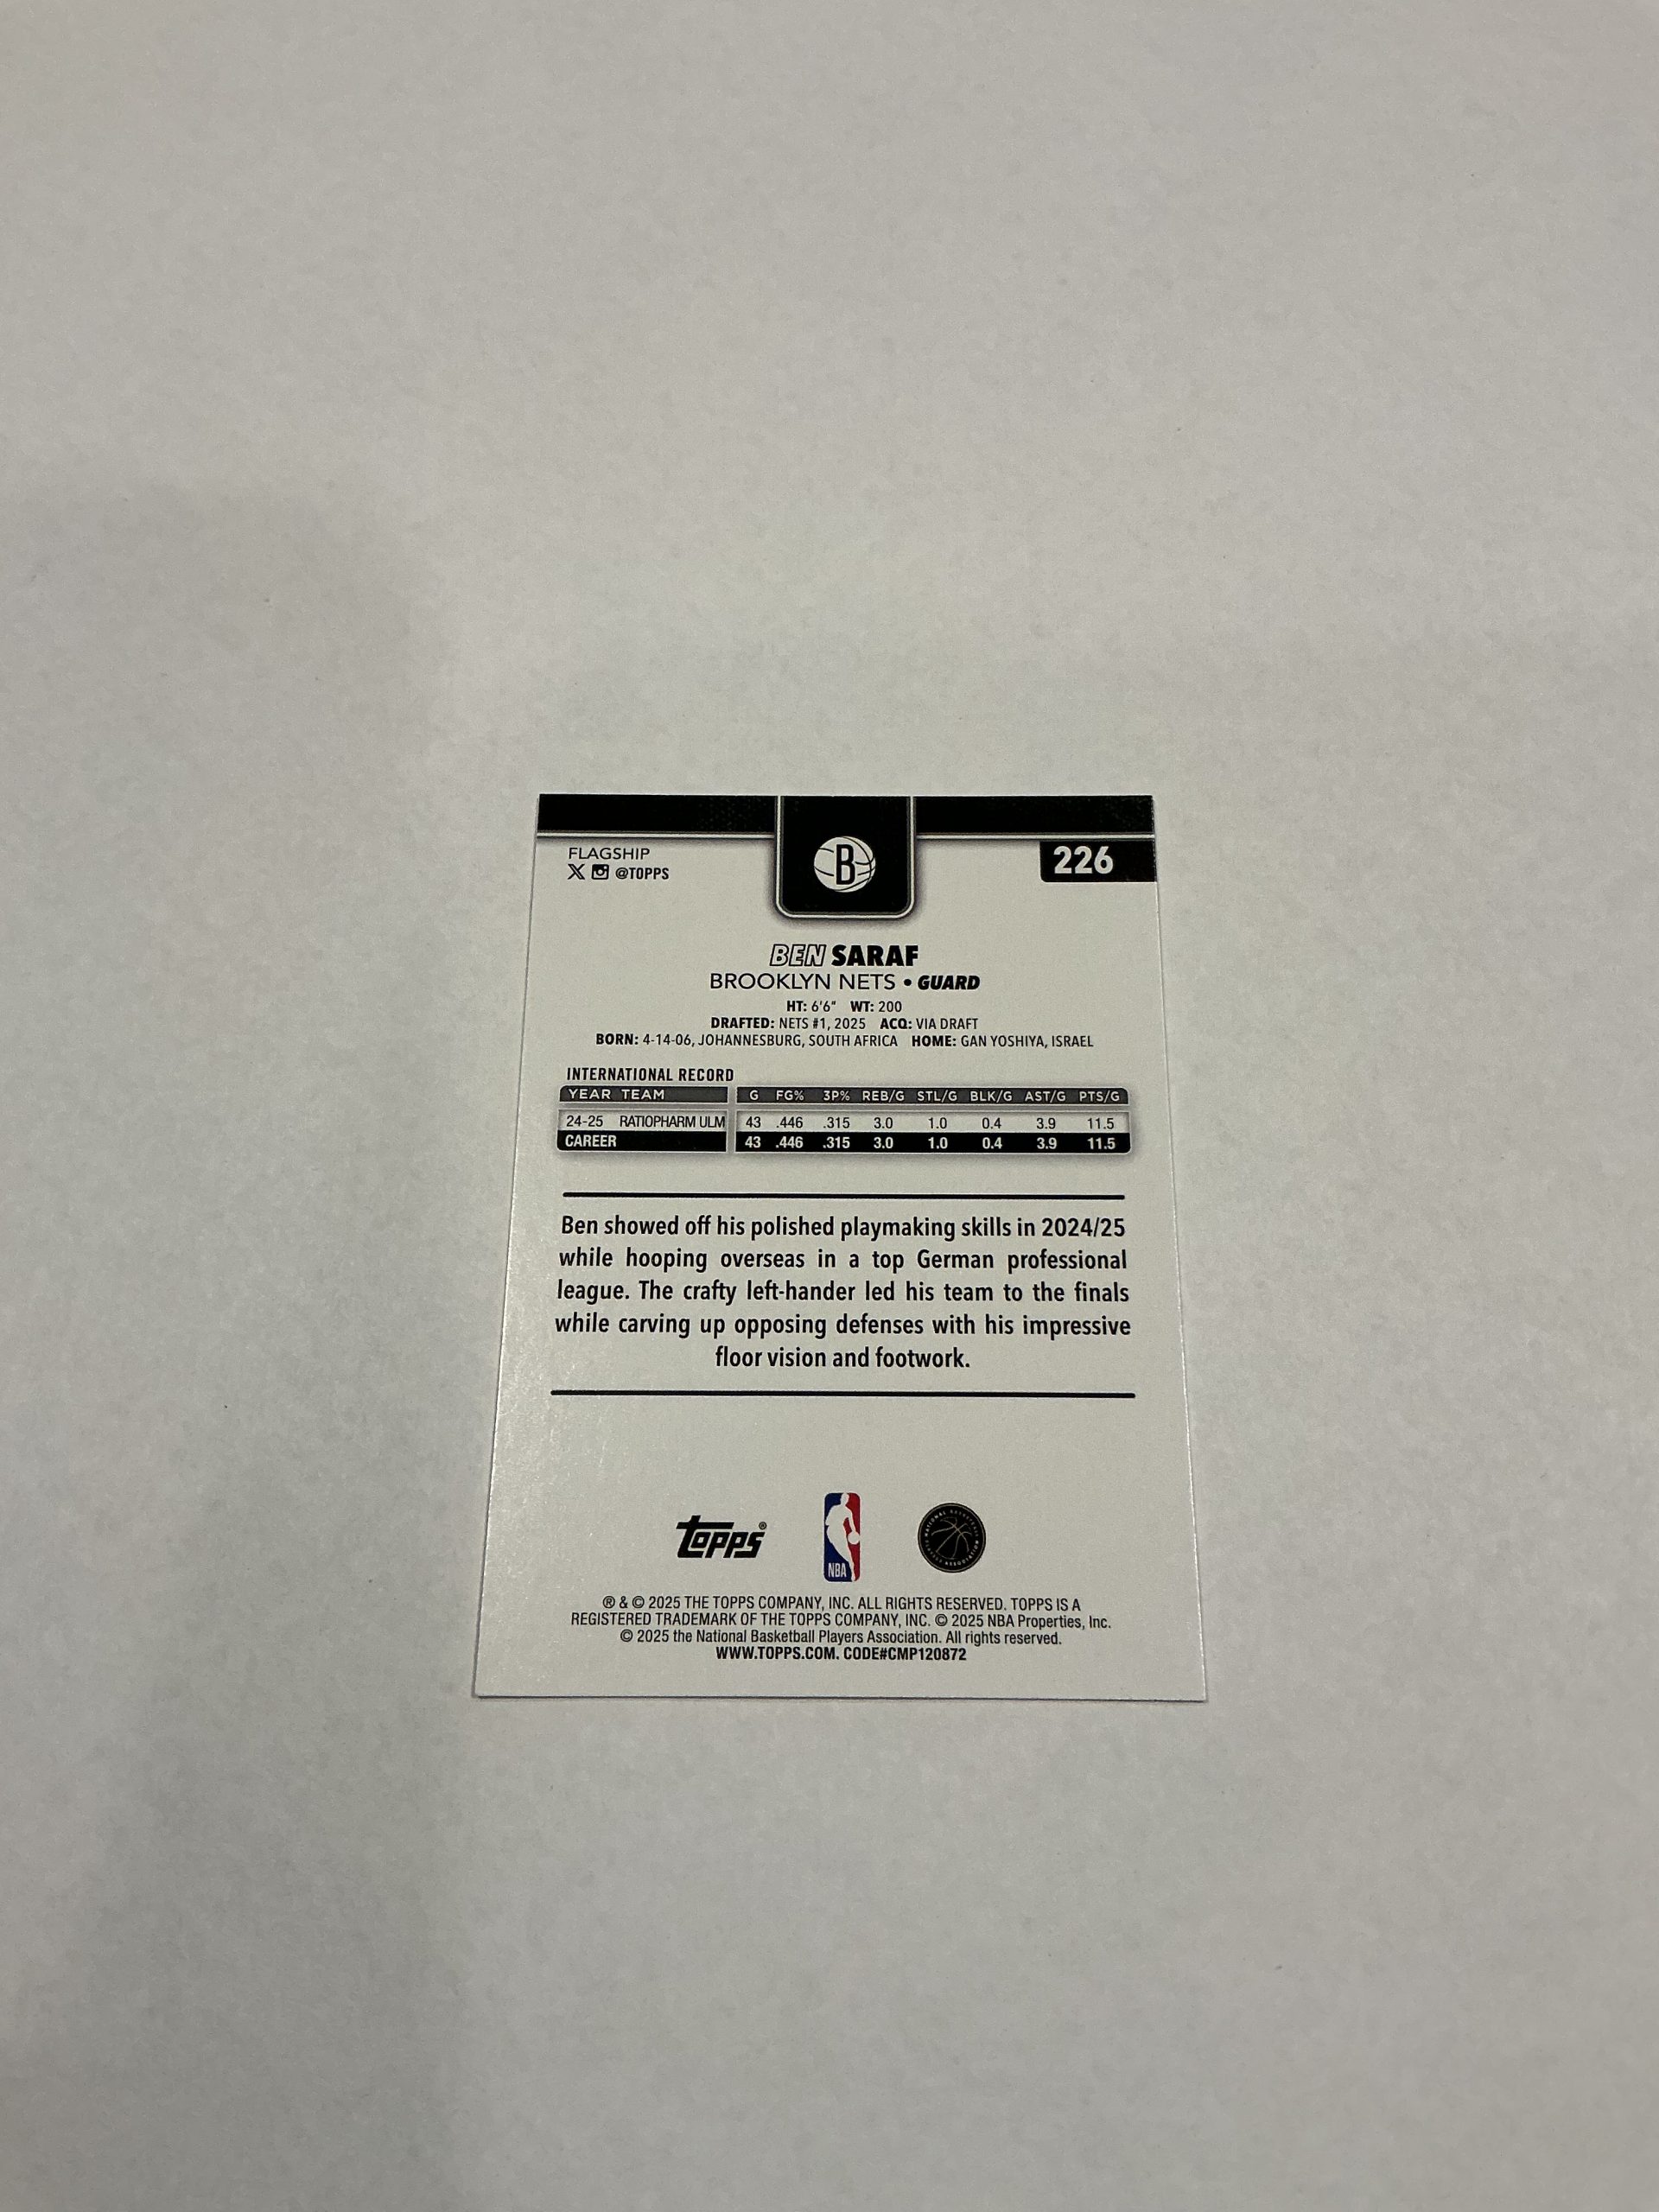 FLAGSHIP
226
X @TOPPS
B
BEN SARAF
BROOKLYN NETS • GUARD
HT: 6'6" WT: 200
DRAFTED: NETS #1, 2025 ACQ: VIA DRAFT
BORN: 4-14-06, JOHANNESBURG, SOUTH AFRICA HOME: GAN YOSHIYA, ISRAEL
INTERNATIONAL RECORD
YEAR TEAM G FG% 3P% REB/G STL/G BLK/G AST/G PTS/G
24-25 RATIOPHARM ULM 43 .446 .315 3.0 1.0 0.4 3.9 11.5
CAREER 43 .446 .315 3.0 1.0 0.4 3.9 11.5
Ben showed off his polished playmaking skills in 2024/25
while hooping overseas in a top German professional
league. The crafty left-hander led his team to the finals
while carving up opposing defenses with his impressive
floor vision and footwork.
topps®
NBA
NATIONAL BASKETBALL PLAYERS ASSOCIATION
® & © 2025 THE TOPPS COMPANY, INC. ALL RIGHTS RESERVED. TOPPS IS A
REGISTERED TRADEMARK OF THE TOPPS COMPANY, INC. © 2025 NBA Properties, Inc.
© 2025 the National Basketball Players Association. All rights reserved.
WWW.TOPPS.COM. CODE#CMP120872